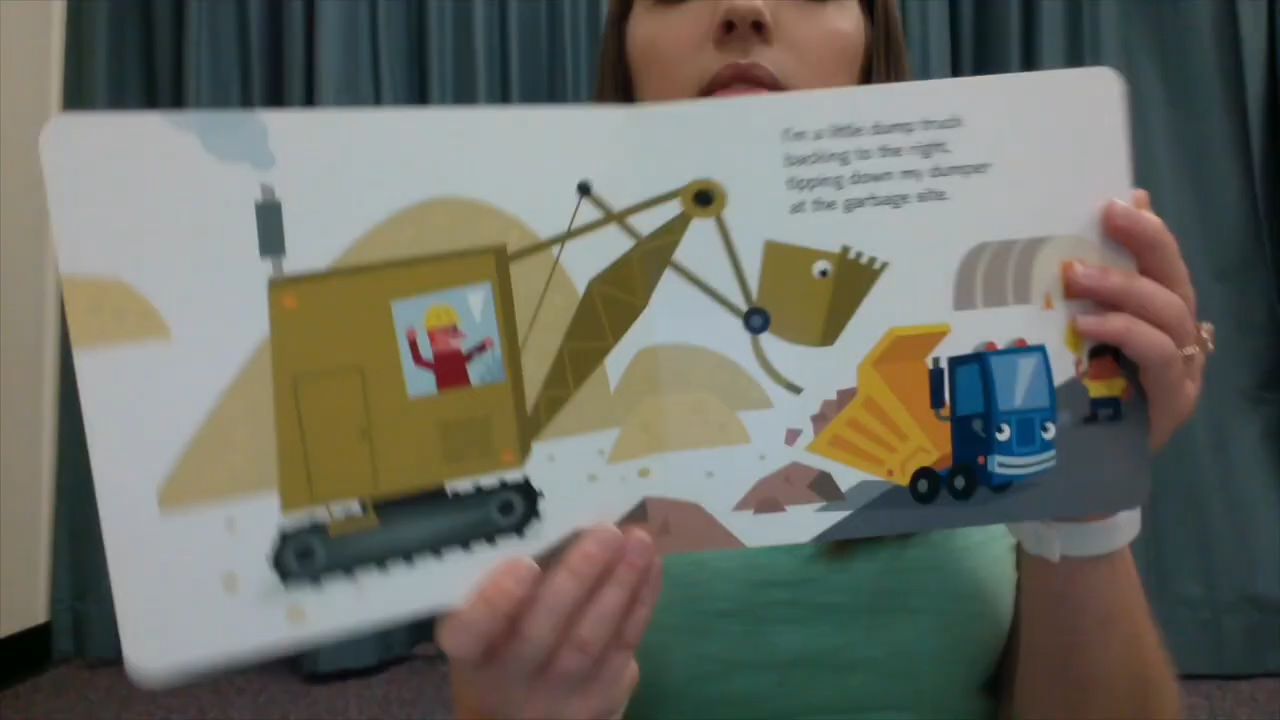 I'm a little dump truck
backing to the right,
tipping down my dumper
at the garbage site.